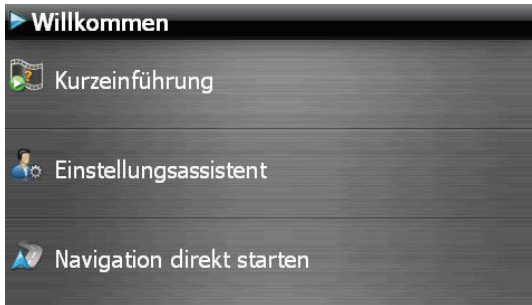 Willkommen
Kurzeinführung
Einstellungsassistent
Navigation direkt starten